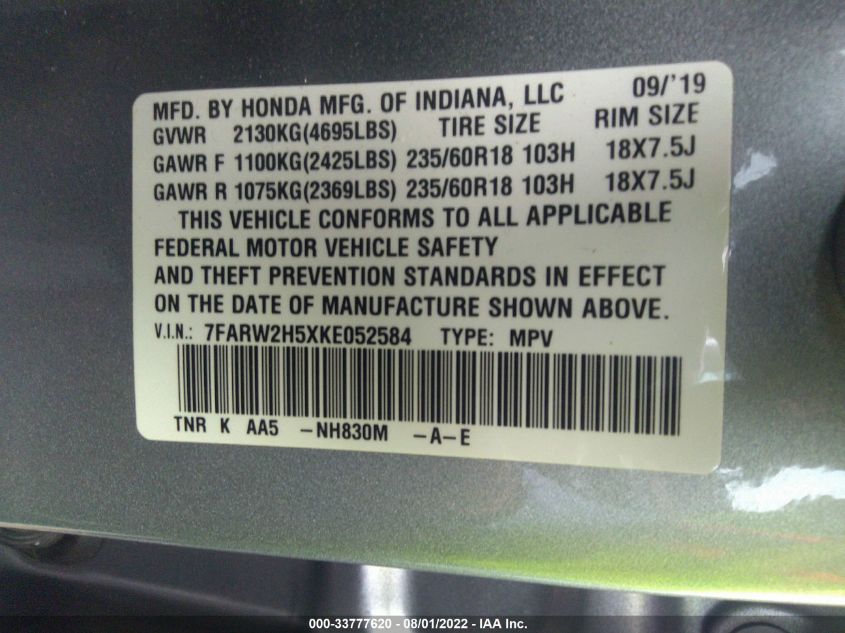 MFD. BY HONDA MFG. OF INDIANA, LLC 09/'19
GVWR 2130KG(4695LBS) TIRE SIZE RIM SIZE
GAWR F 1100KG(2425LBS) 235/60R18 103H 18X7.5J
GAWR R 1075KG(2369LBS) 235/60R18 103H 18X7.5J
THIS VEHICLE CONFORMS TO ALL APPLICABLE
FEDERAL MOTOR VEHICLE SAFETY
AND THEFT PREVENTION STANDARDS IN EFFECT
ON THE DATE OF MANUFACTURE SHOWN ABOVE.
V.I.N.: 7FARW2H5XKE052584 TYPE: MPV
TNR K AA5 -NH830M -A-E
000-33777620 - 08/01/2022 - IAA Inc.